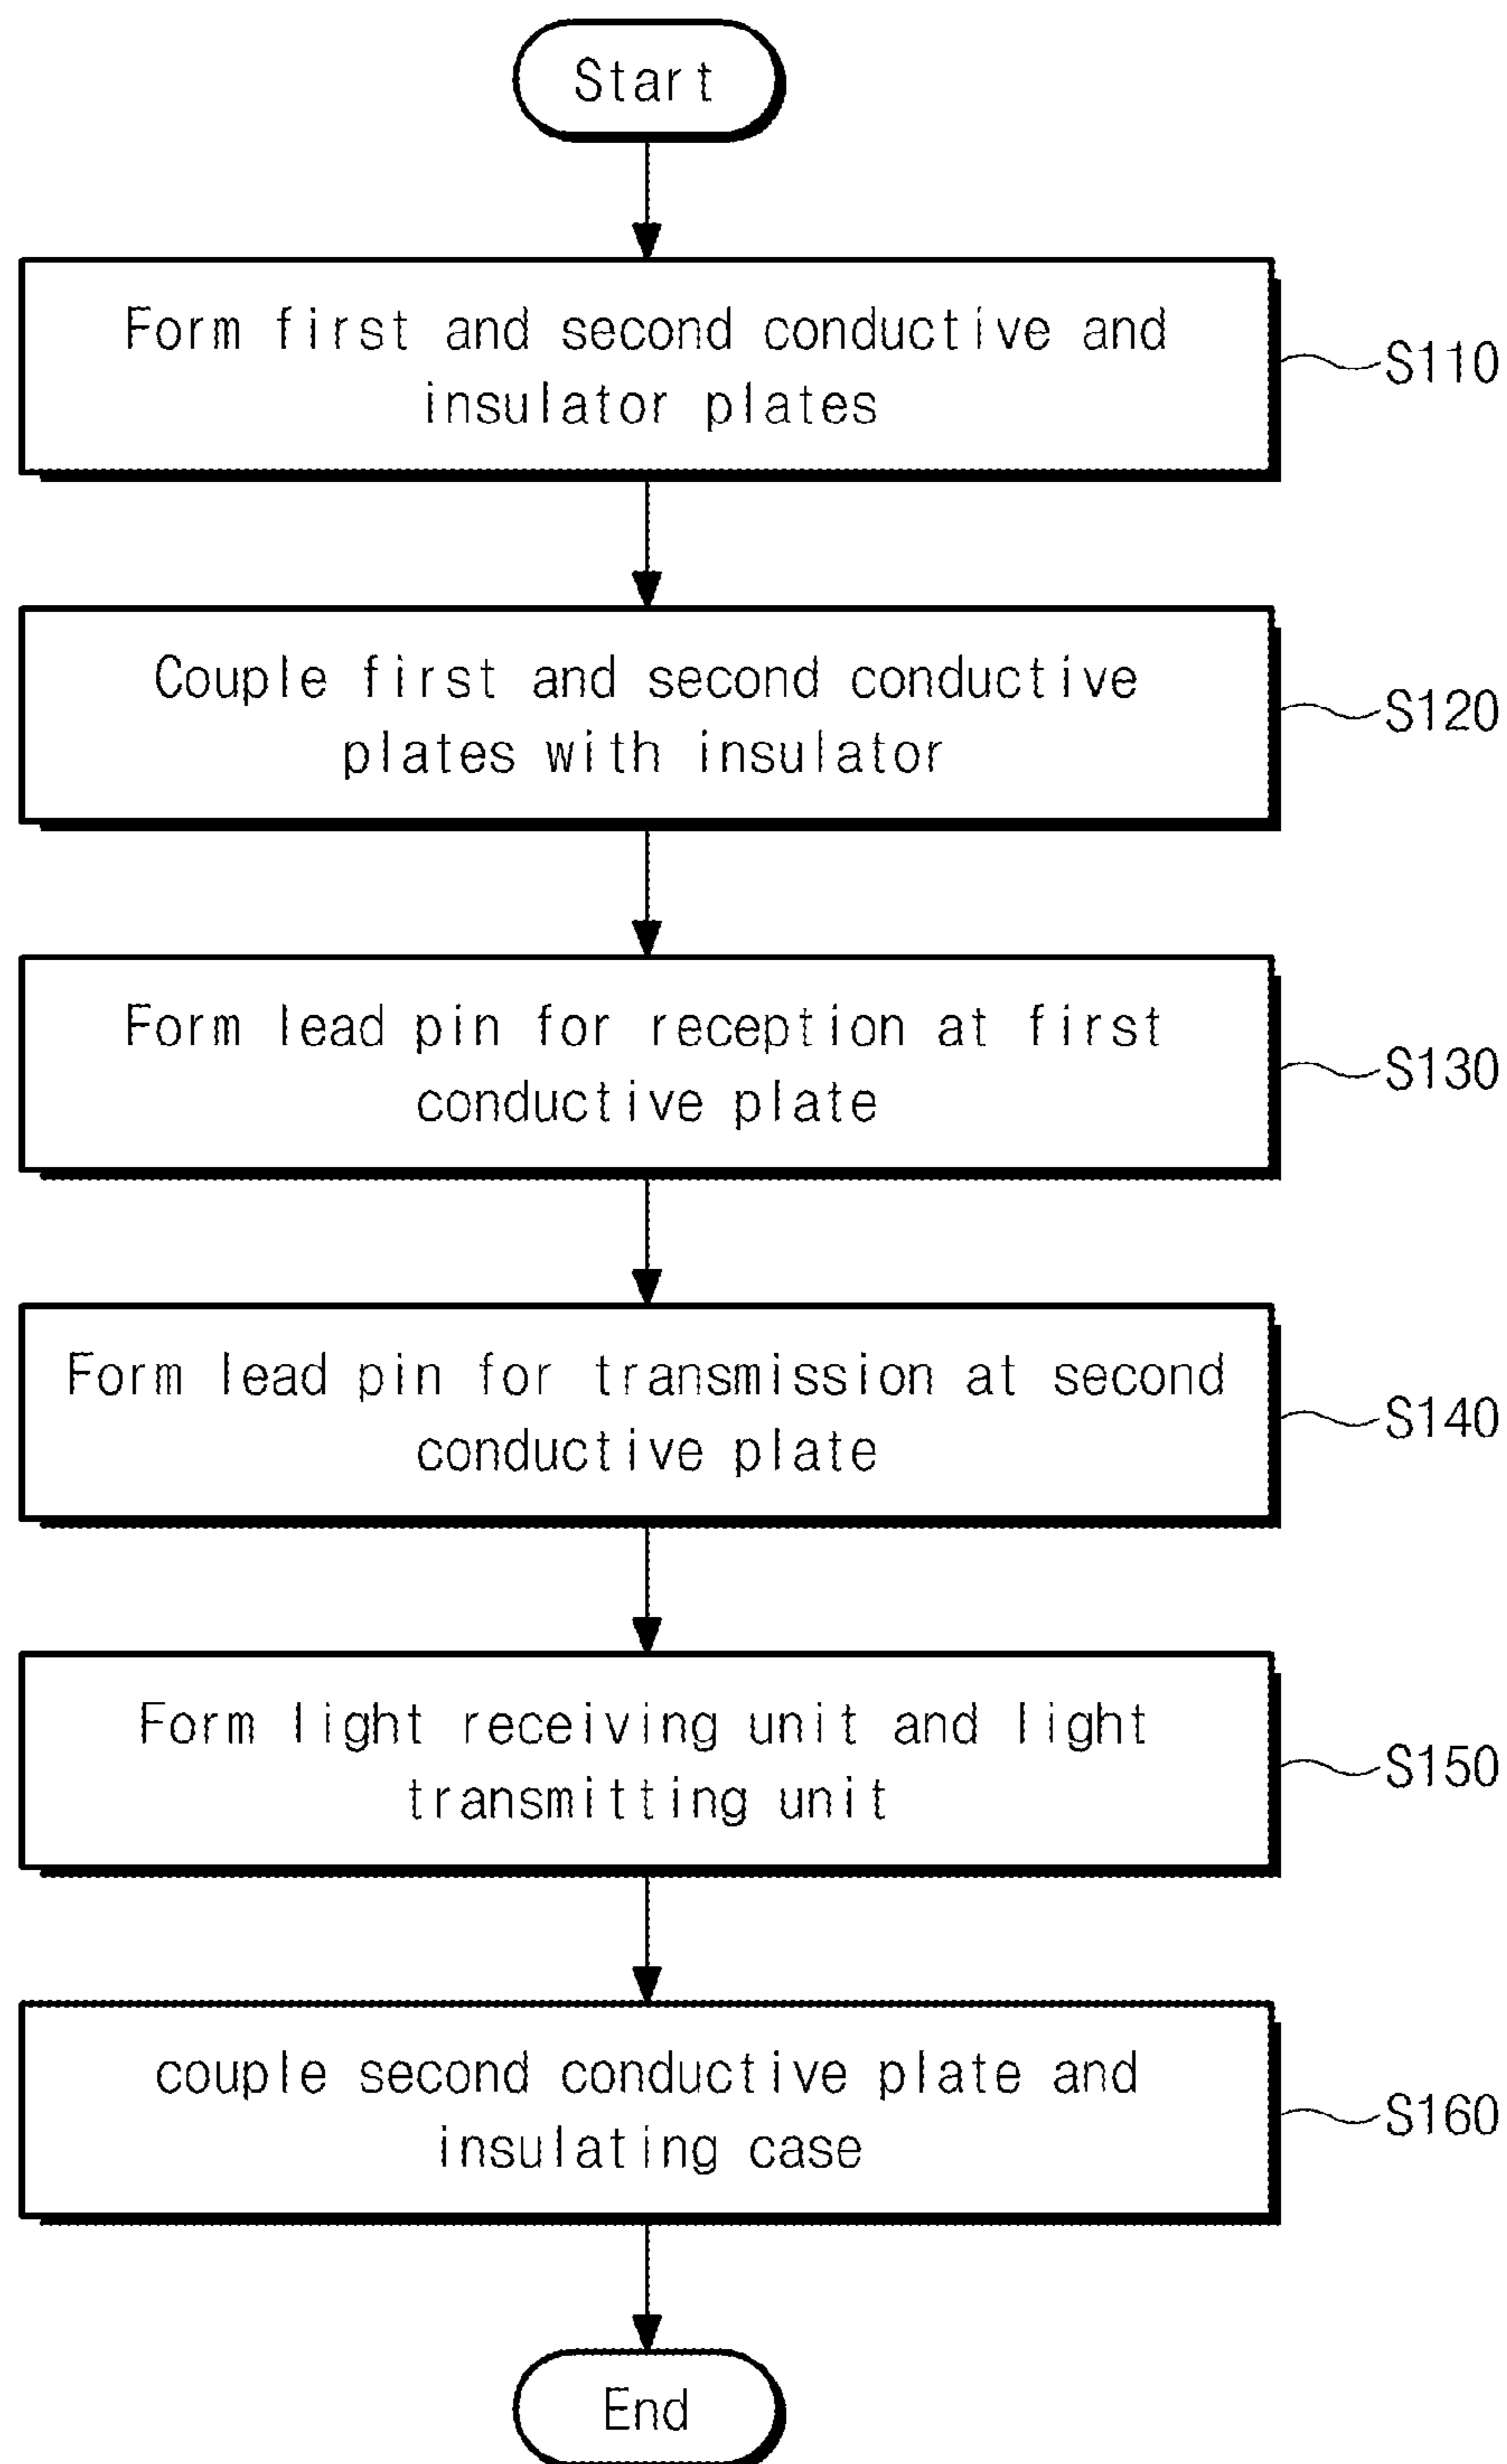 Start
Form first and second conductive and
insulator plates
S110
Couple first and second conductive
plates with insulator
S120
Form lead pin for reception at first
conductive plate
S130
Form lead pin for transmission at second
conductive plate
S140
Form light receiving unit and light
transmitting unit
S150
couple second conductive plate and
insulating case
S160
End